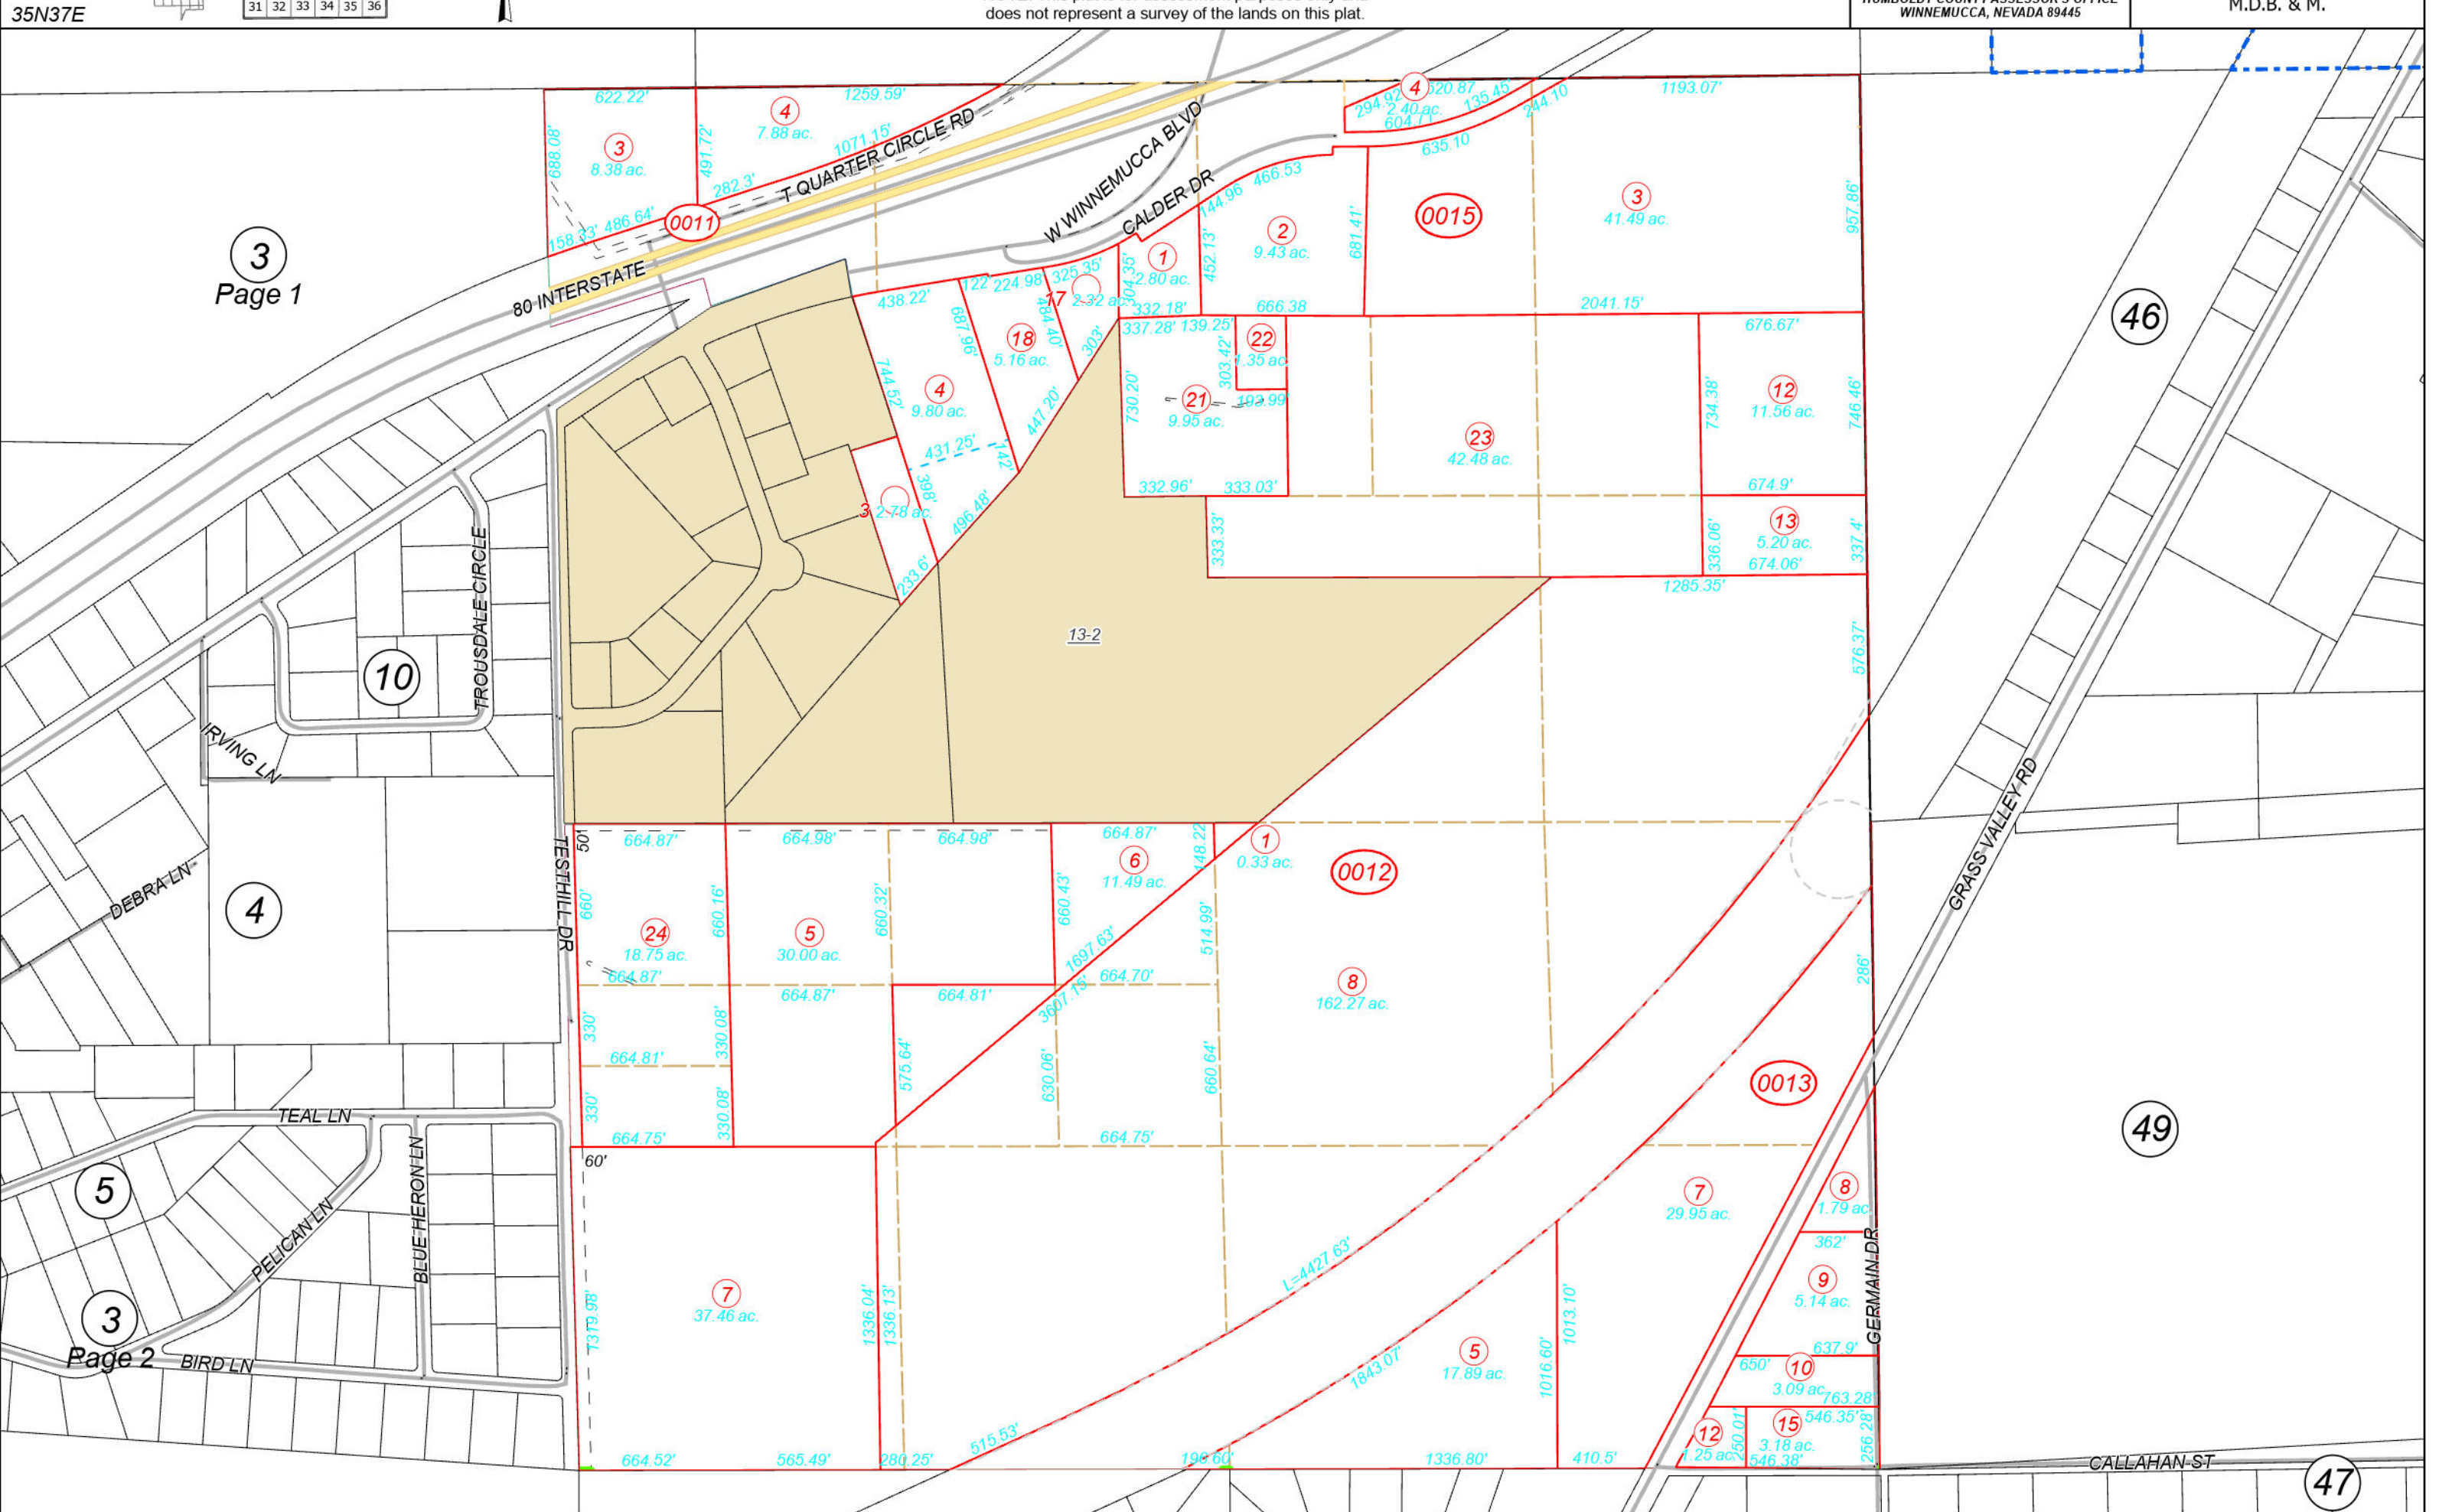 35N37E
31 32 33 34 35 36
does not represent a survey of the lands on this plat.
WINNEMUCCA, NEVADA 89445
M.D.B. & M.
622.22'
1259.59'
688.08'
3
8.38 ac.
491.72'
4
7.88 ac.
1071.15'
282.3'
158.33'
486.64'
0011
T QUARTER CIRCLE RD
80 INTERSTATE
W WINNEMUCCA BLVD
CALDER DR
294.92
4
520.87
2.40 ac.
135.45'
244.10
635.10
1193.07'
3
Page 1
144.96
466.53
452.13'
2
9.43 ac.
681.41'
0015
3
41.49 ac.
957.86'
1
2.80 ac.
304.35'
332.18'
666.38
2041.15'
46
438.22'
122'
224.98'
325.35'
17
2.32 ac.
484.40'
303'
687.96'
18
5.16 ac.
744.52'
4
9.80 ac.
447.20'
431.25'
142'
398'
496.48'
3
2.78 ac.
233.6'
337.28'
139.25'
303.42'
22
1.35 ac
193.99'
730.20'
21
9.95 ac.
332.96'
333.03'
333.33'
23
42.48 ac.
676.67'
734.38'
12
11.56 ac.
746.46'
674.9'
336.06'
13
5.20 ac.
337.4'
674.06'
1285.35'
576.37'
13-2
TROUSDALE CIRCLE
10
IRVING LN
GRASS VALLEY RD
DEBRA LN
4
TESTHILL DR
50'
664.87'
664.98'
664.98'
664.87'
148.22
1
0.33 ac.
0012
6
11.49 ac.
660'
24
18.75 ac.
660.16'
5
30.00 ac.
660.32'
660.43'
514.99'
1697.63'
664.87'
664.87'
664.81'
664.70'
3607.15'
8
162.27 ac.
286'
330'
330.08'
664.81'
575.64'
630.06'
660.64'
0013
330'
330.08'
664.75'
664.75'
60'
TEAL LN
5
PELICAN LN
BLUE HERON LN
3
Page 2
BIRD LN
49
7
29.95 ac.
8
1.79 ac
362'
GERMAIN DR
9
5.14 ac.
637.9'
7
37.46 ac.
1319.98'
1336.04'
1336.13'
L=4427.63'
1843.07'
5
17.89 ac.
1016.60'
1013.10'
650'
10
3.09 ac
763.28'
12
1.25 ac
250.01'
15
3.18 ac.
546.35'
546.38'
256.28'
664.52'
565.49'
280.25'
515.53'
196.60'
1336.80'
410.5'
CALLAHAN ST
47